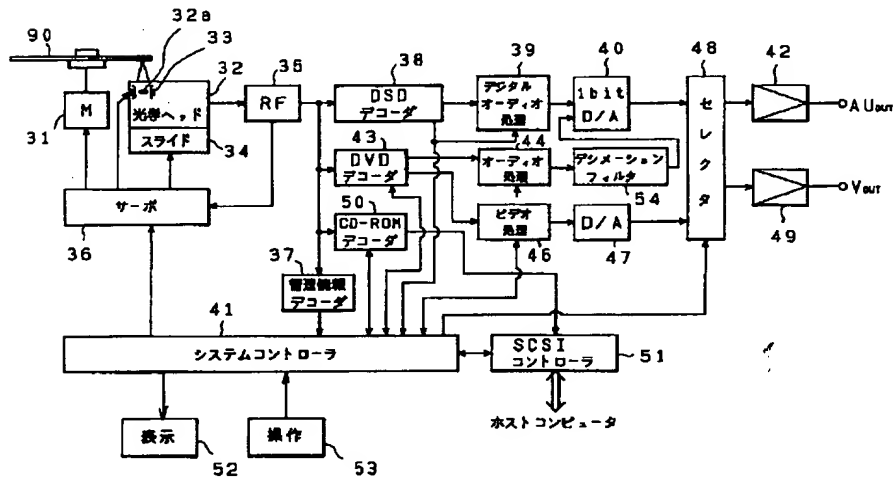 90
32a
33
32
35
38
39
40
48
42
M
31
光学ヘッド
スライド
34
RF
DSD
デコーダ
デジタル
オーディオ
処理
1bit
D/A
セレクタ
AUOUT
43
DVD
デコーダ
44
オーディオ
処理
デシメーション
フィルタ
54
サーボ
36
50
CD-ROM
デコーダ
ビデオ
処理
46
D/A
47
VOUT
49
37
管理情報
デコーダ
41
システムコントローラ
SCSI
コントローラ
51
ホストコンピュータ
表示
52
操作
53